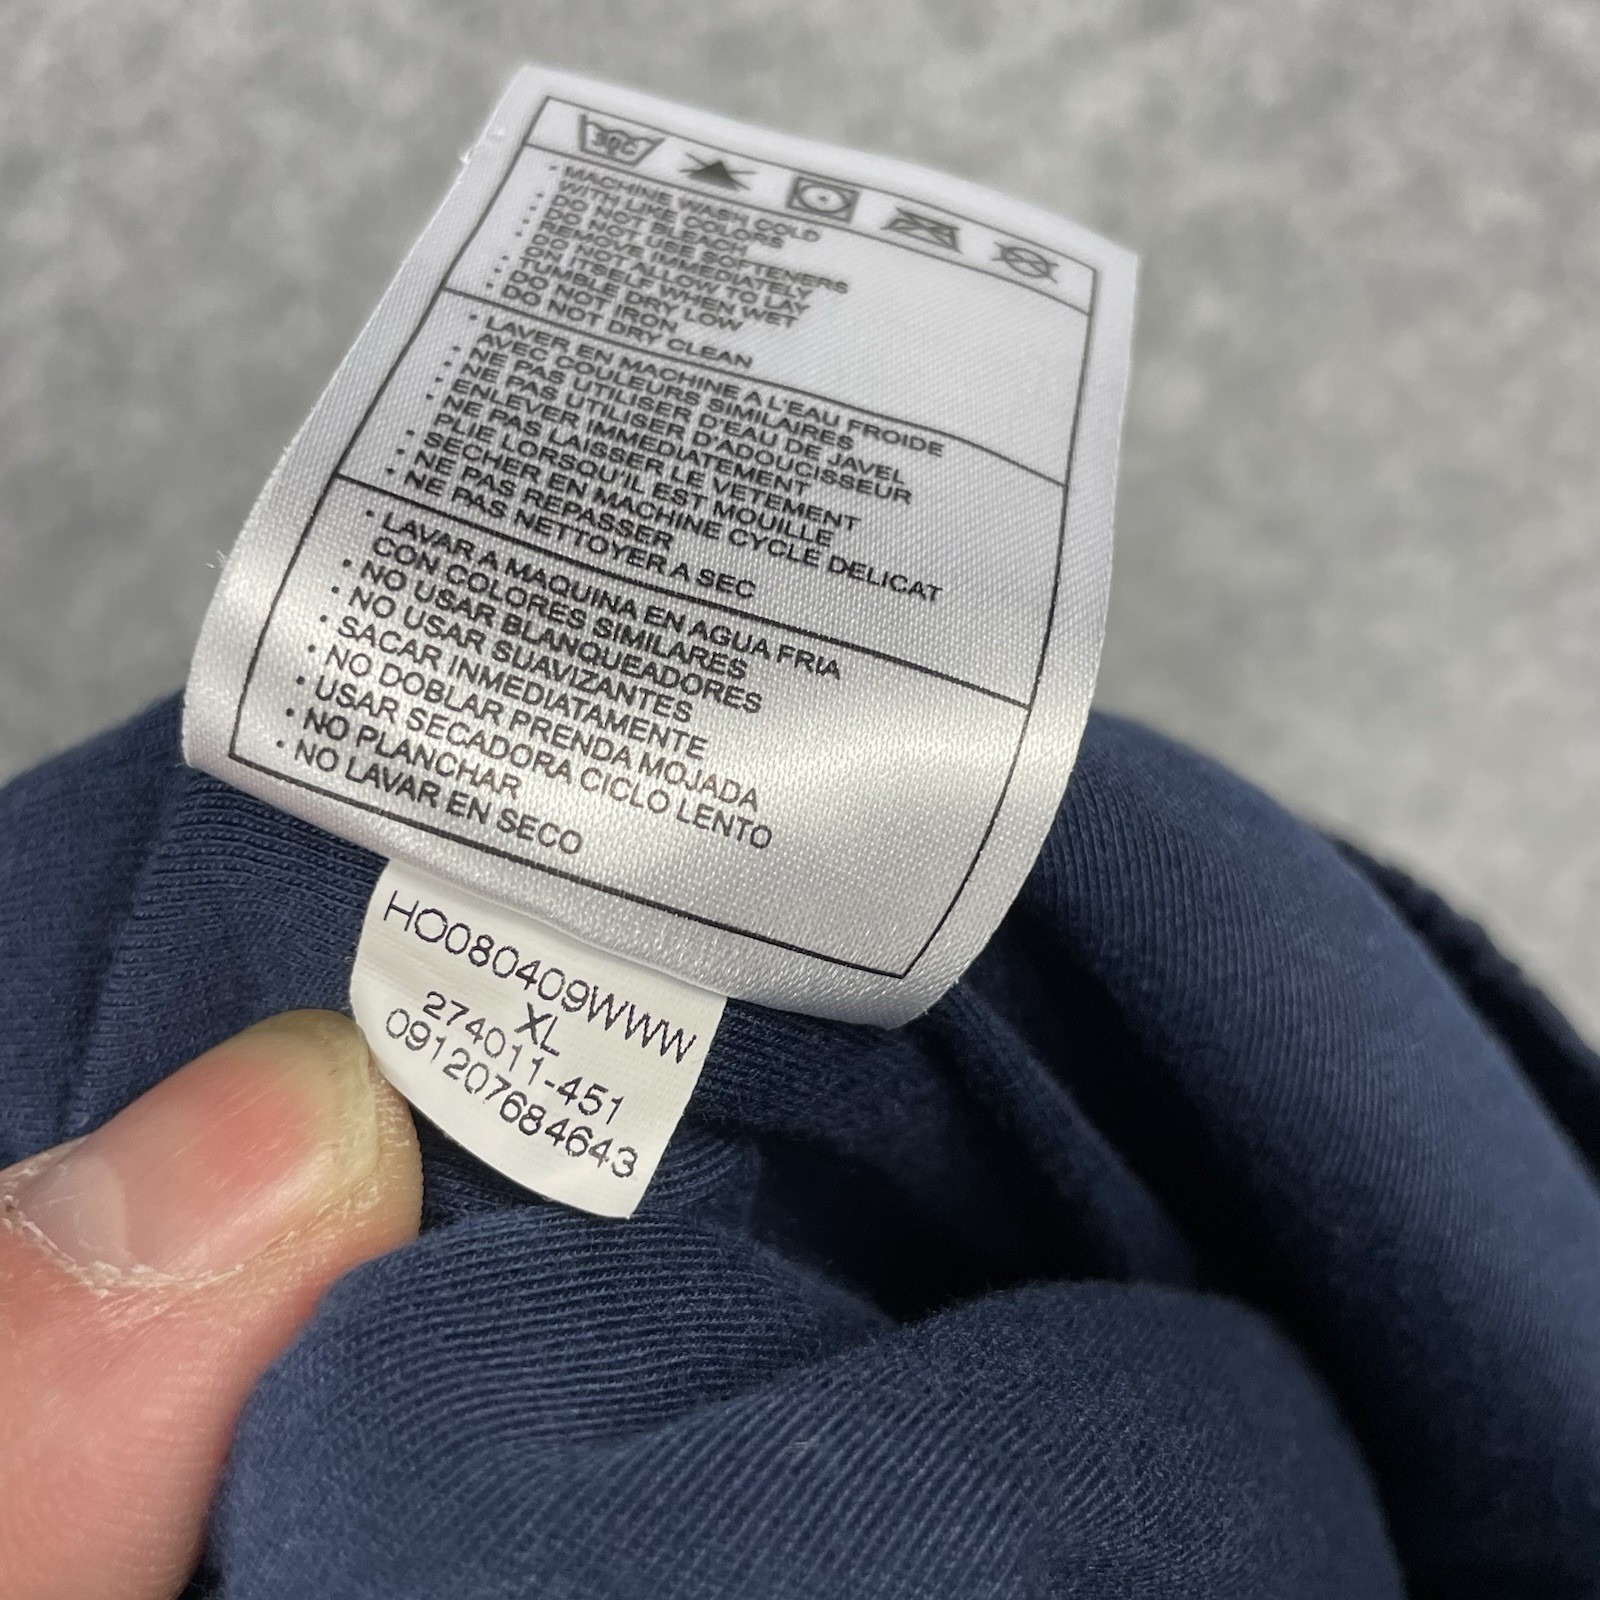 30C
• MACHINE WASH COLD
WITH LIKE COLORS
• DO NOT BLEACH
• DO NOT USE SOFTENERS
• REMOVE IMMEDIATELY
• DO NOT ALLOW TO LAY
ON ITSELF WHEN WET
• TUMBLE DRY LOW
• DO NOT IRON
• DO NOT DRY CLEAN
• LAVER EN MACHINE A L'EAU FROIDE
AVEC COULEURS SIMILAIRES
• NE PAS UTILISER D'EAU DE JAVEL
• NE PAS UTILISER D'ADOUCISSEUR
• ENLEVER IMMEDIATEMENT
• NE PAS LAISSER LE VETEMENT
PLIE LORSQU'IL EST MOUILLE
• SECHER EN MACHINE CYCLE DELICAT
• NE PAS REPASSER
• NE PAS NETTOYER A SEC
• LAVAR A MAQUINA EN AGUA FRIA
CON COLORES SIMILARES
• NO USAR BLANQUEADORES
• NO USAR SUAVIZANTES
• SACAR INMEDIATAMENTE
• NO DOBLAR PRENDA MOJADA
• USAR SECADORA CICLO LENTO
• NO PLANCHAR
• NO LAVAR EN SECO
HO080409WWW
XL
274011-451
091207684643